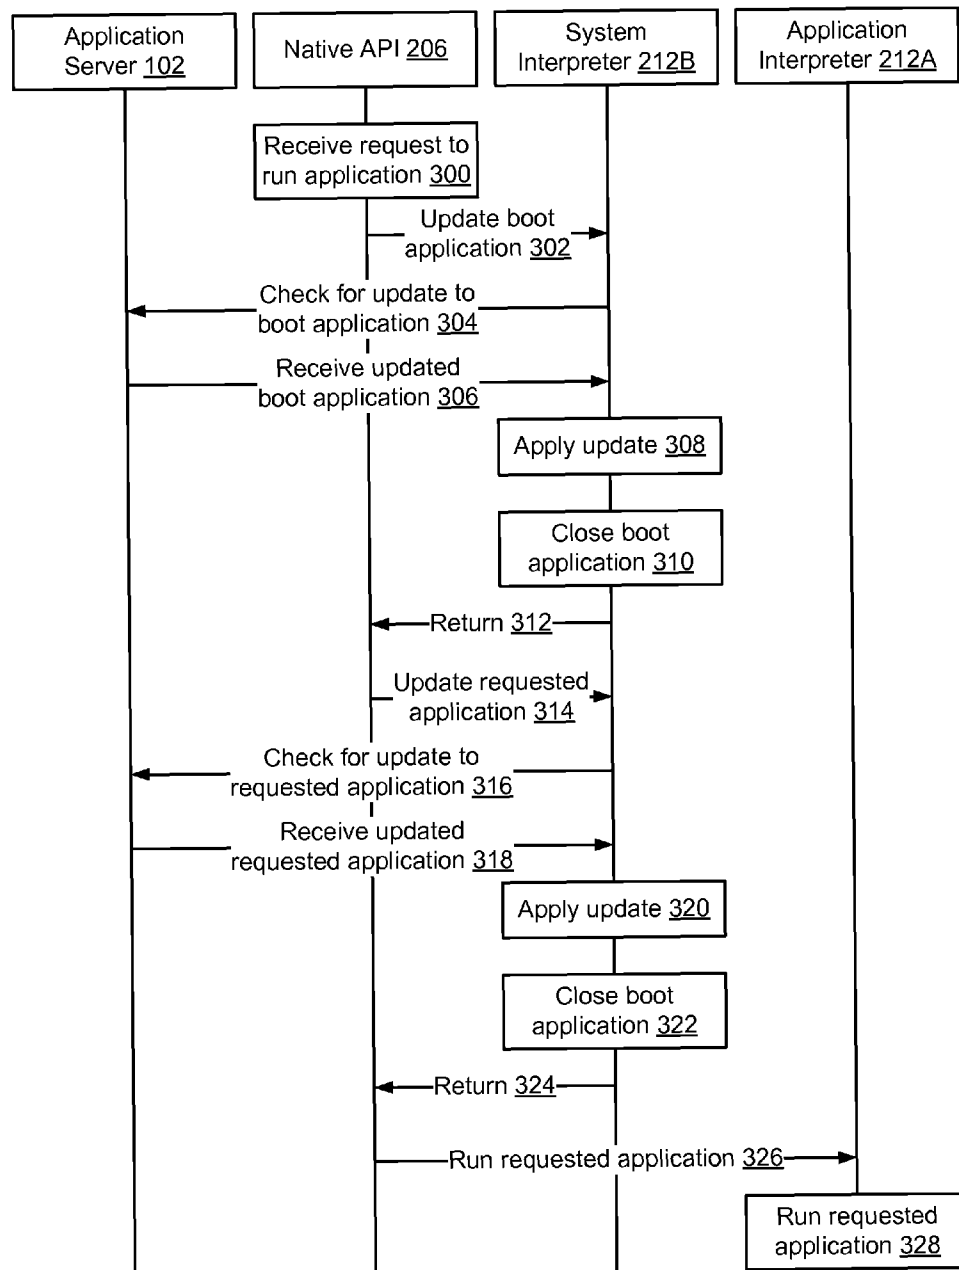 Application
Server 102
Native API 206
System
Interpreter 212B
Application
Interpreter 212A
Receive request to
run application 300
Update boot
application 302
Check for update to
boot application 304
Receive updated
boot application 306
Apply update 308
Close boot
application 310
Return 312
Update requested
application 314
Check for update to
requested application 316
Receive updated
requested application 318
Apply update 320
Close boot
application 322
Return 324
Run requested application 326
Run requested
application 328